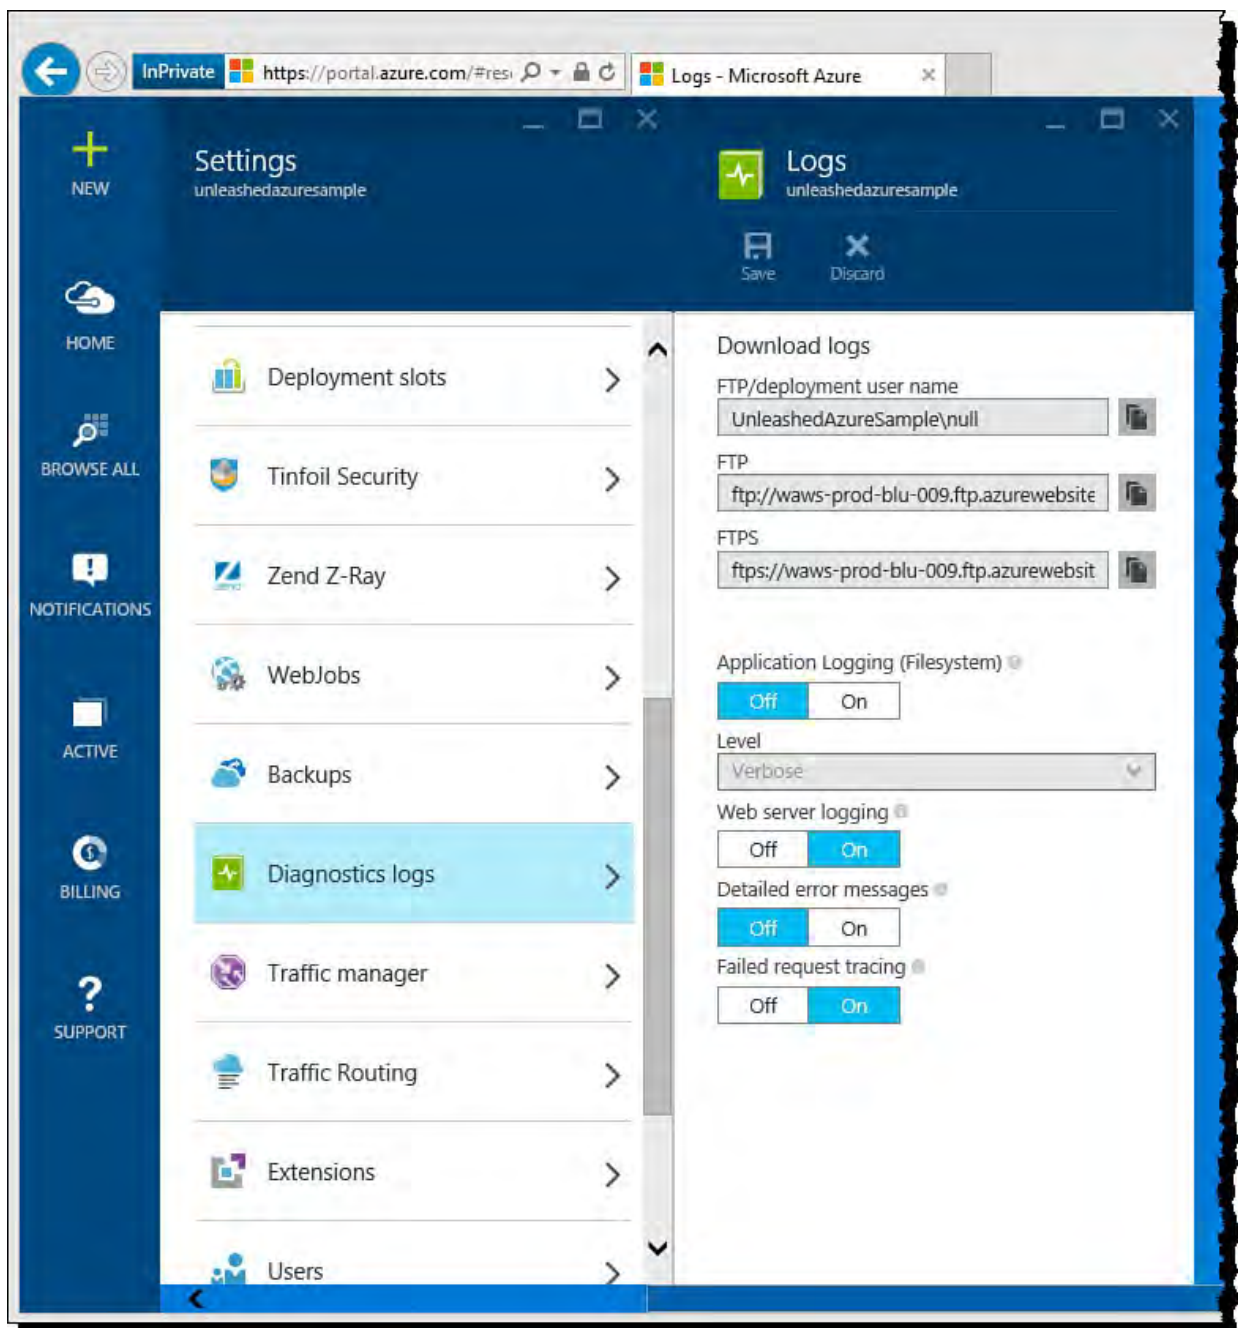 InPrivate https://portal.azure.com/#res Logs - Microsoft Azure
NEW
HOME
BROWSE ALL
NOTIFICATIONS
ACTIVE
BILLING
SUPPORT
Settings
unleashedazuresample
Deployment slots
Tinfoil Security
Zend Z-Ray
WebJobs
Backups
Diagnostics logs
Traffic manager
Traffic Routing
Extensions
Users
Logs
unleashedazuresample
Save Discard
Download logs
FTP/deployment user name
UnleashedAzureSample\null
FTP
ftp://waws-prod-blu-009.ftp.azurewebsite
FTPS
ftps://waws-prod-blu-009.ftp.azurewebsit
Application Logging (Filesystem)
Off On
Level
Verbose
Web server logging
Off On
Detailed error messages
Off On
Failed request tracing
Off On